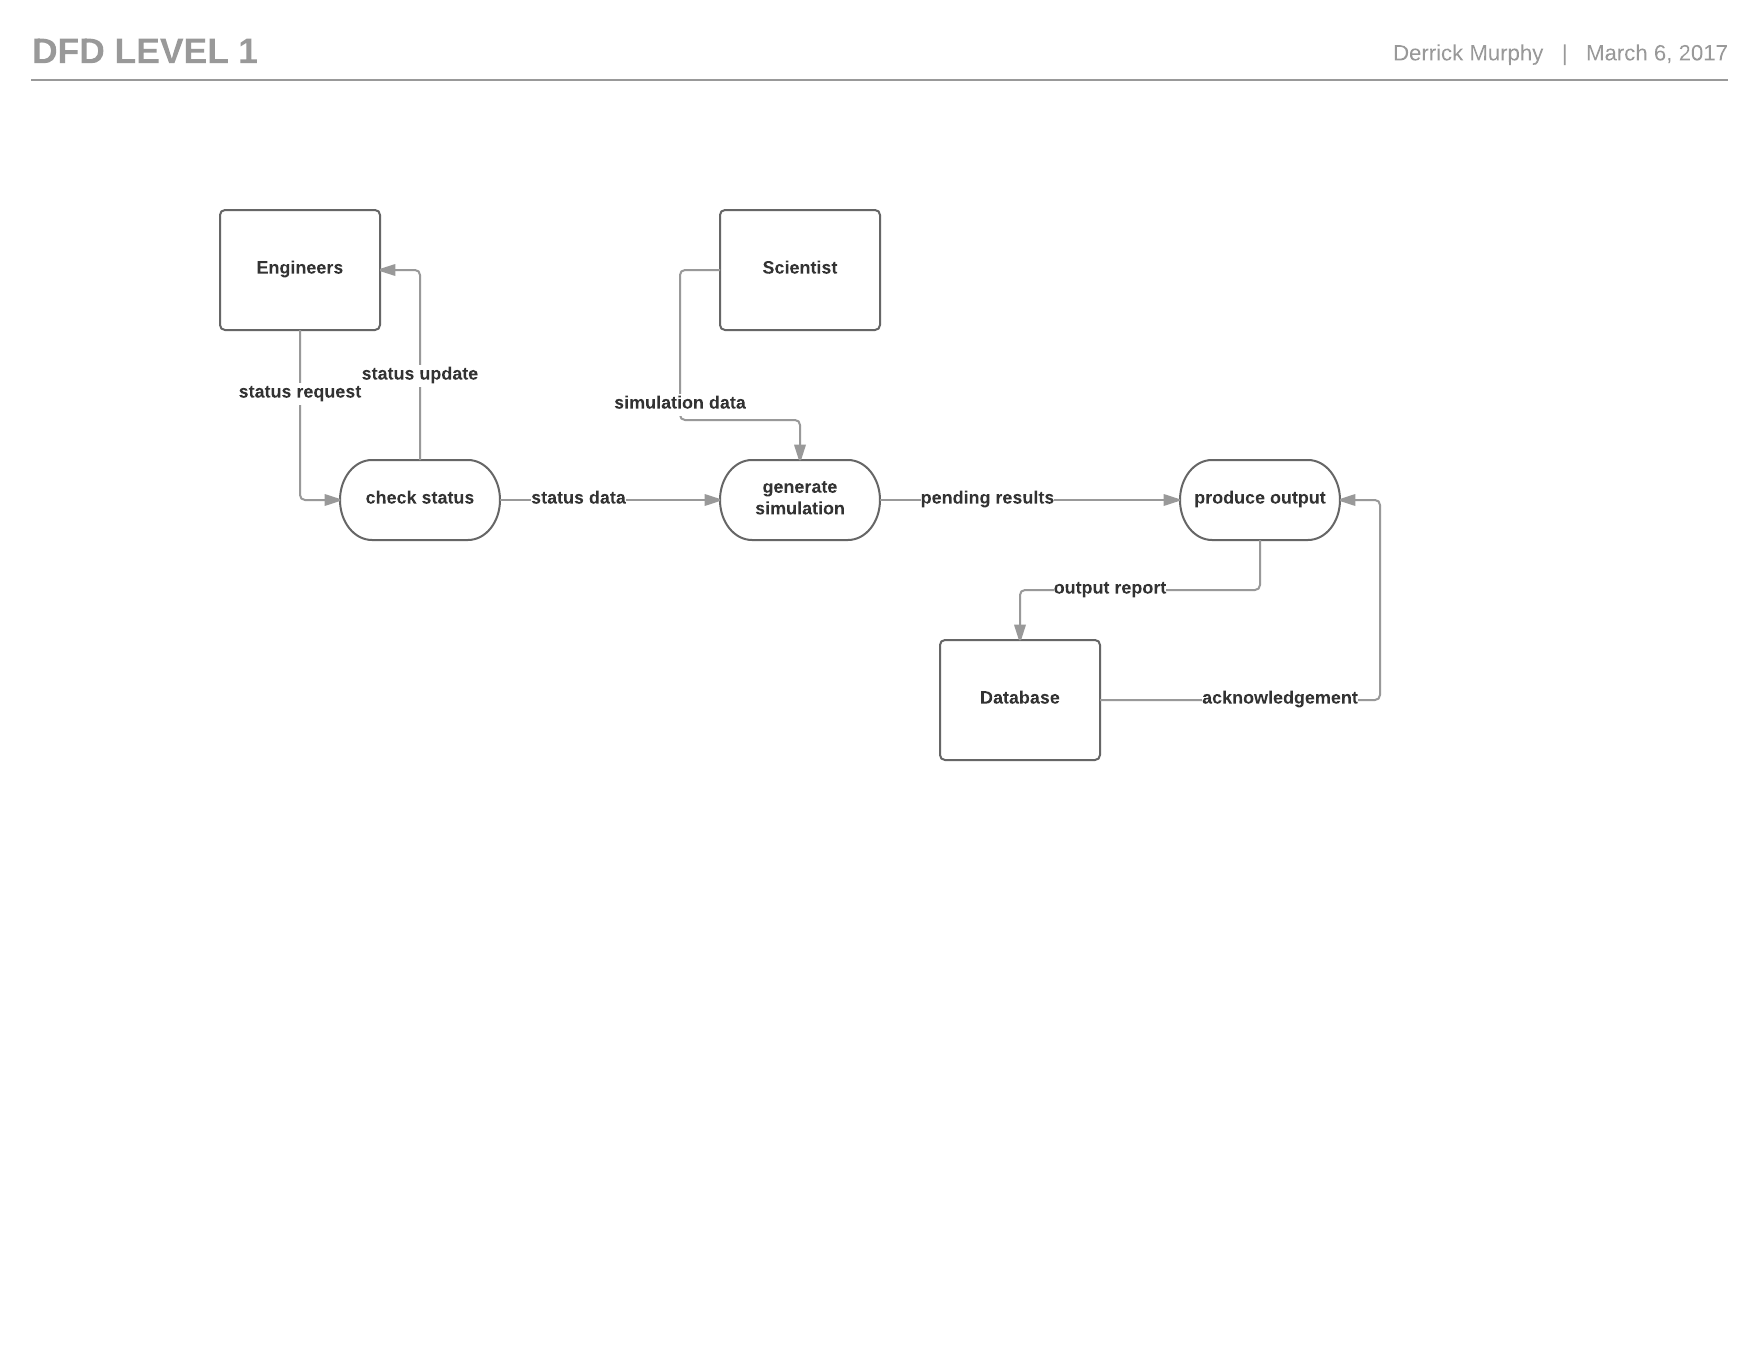 DFD LEVEL 1
Derrick Murphy | March 6, 2017
Engineers
Scientist
status update
status request
simulation data
check status
status data
generate
simulation
pending results
produce output
output report
Database
acknowledgement